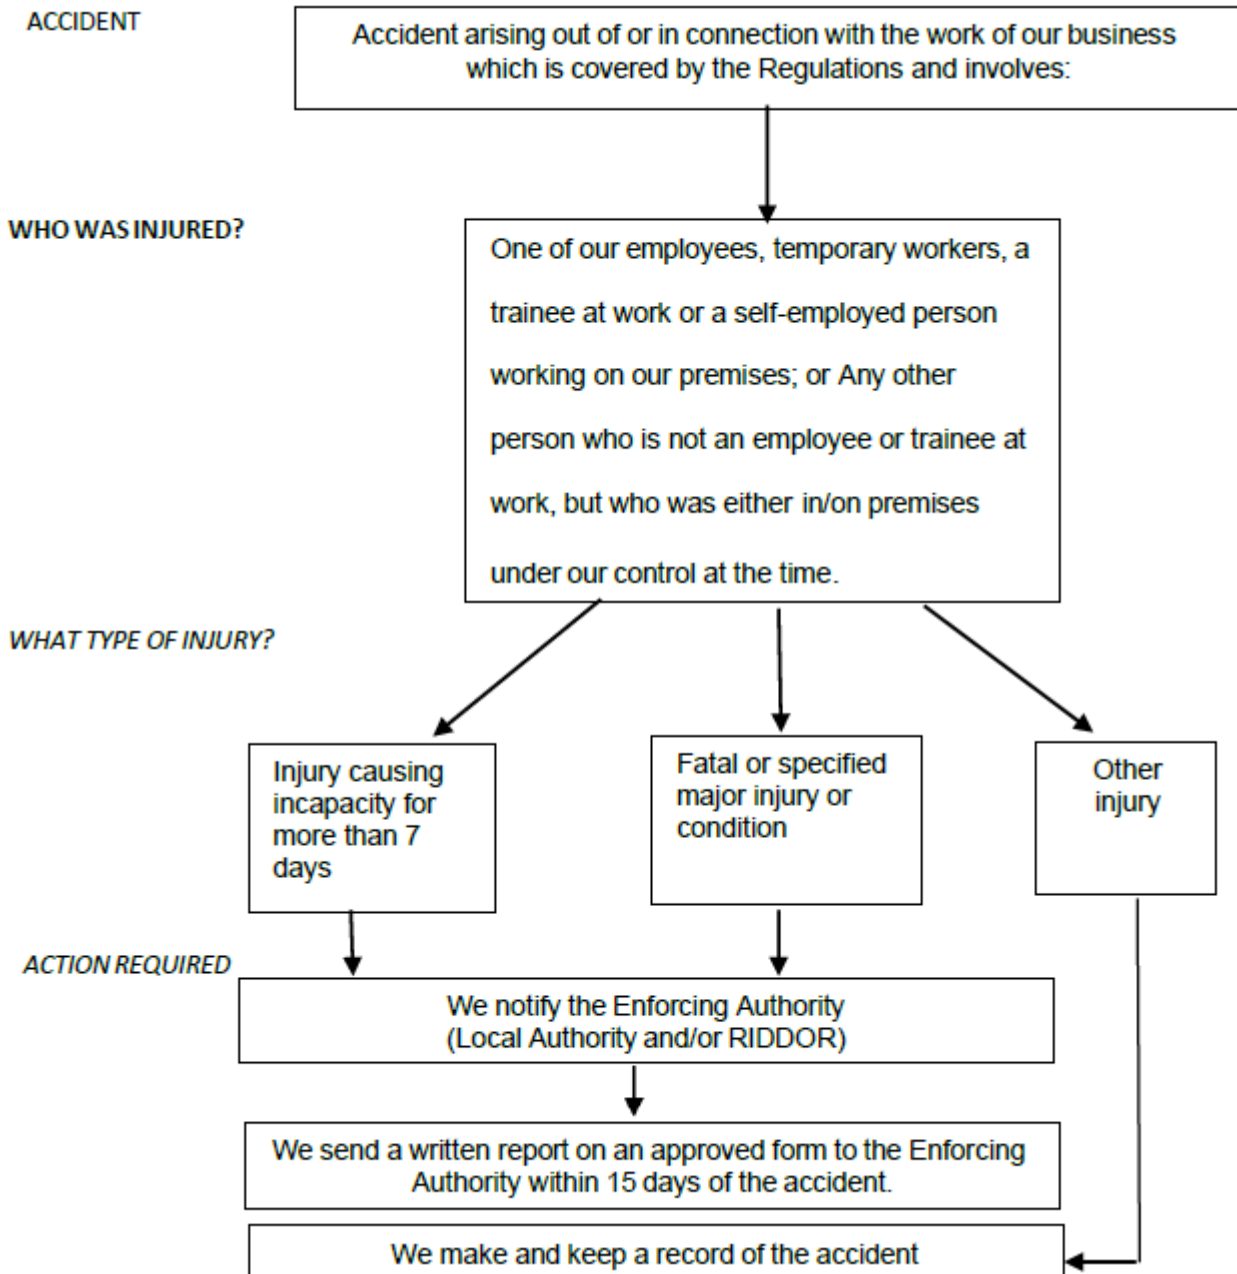 ACCIDENT
Accident arising out of or in connection with the work of our business
which is covered by the Regulations and involves:
WHO WAS INJURED?
One of our employees, temporary workers, a
trainee at work or a self-employed person
working on our premises; or Any other
person who is not an employee or trainee at
work, but who was either in/on premises
under our control at the time.
WHAT TYPE OF INJURY?
Injury causing
incapacity for
more than 7
days
Fatal or specified
major injury or
condition
Other
injury
ACTION REQUIRED
We notify the Enforcing Authority
(Local Authority and/or RIDDOR)
We send a written report on an approved form to the Enforcing
Authority within 15 days of the accident.
We make and keep a record of the accident